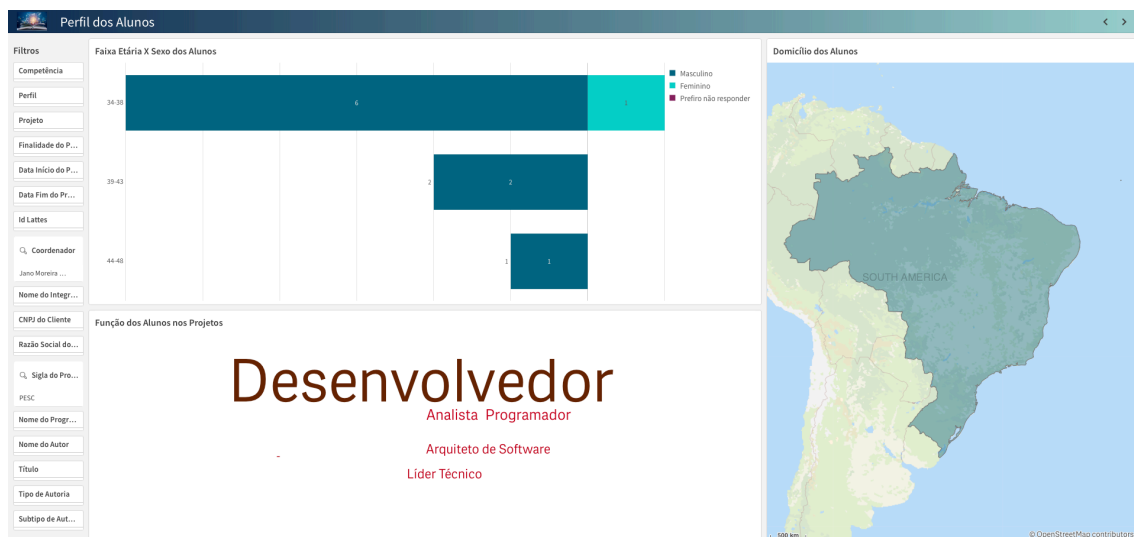 Perfil dos Alunos
Filtros
Competência
Perfil
Projeto
Finalidade do P...
Data Início do P...
Data Fim do Pr...
Id Lattes
Coordenador
Jano Moreira ...
Nome do Integr...
CNPJ do Cliente
Razão Social do...
Sigla do Pro...
PESC
Nome do Progr...
Nome do Autor
Título
Tipo de Autoria
Subtipo de Aut...
Faixa Etária X Sexo dos Alunos
34-38
6
1
39-43
2
2
44-48
1
1
Masculino
Feminino
Prefiro não responder
Função dos Alunos nos Projetos
Desenvolvedor
Analista Programador
-
Arquiteto de Software
Líder Técnico
Domicílio dos Alunos
SOUTH AMERICA
500 km
© OpenStreetMap contributors